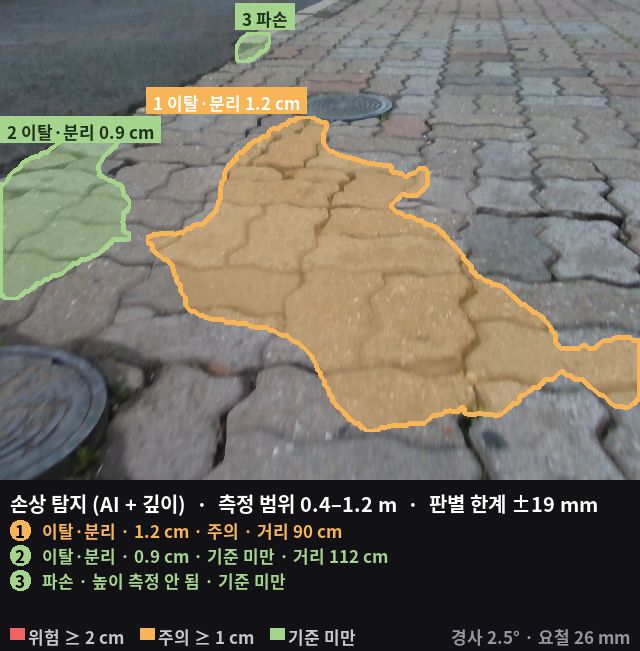 3 파손
1 이탈·분리 1.2 cm
2 이탈·분리 0.9 cm
손상 탐지 (AI + 깊이) · 측정 범위 0.4–1.2 m · 판별 한계 ±19 mm
1 이탈·분리 · 1.2 cm · 주의 · 거리 90 cm
2 이탈·분리 · 0.9 cm · 기준 미만 · 거리 112 cm
3 파손 · 높이 측정 안 됨 · 기준 미만
위험 ≥ 2 cm 주의 ≥ 1 cm 기준 미만 경사 2.5° · 요철 26 mm